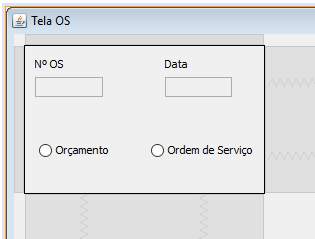 Tela OS
Nº OS Data
Orçamento Ordem de Serviço